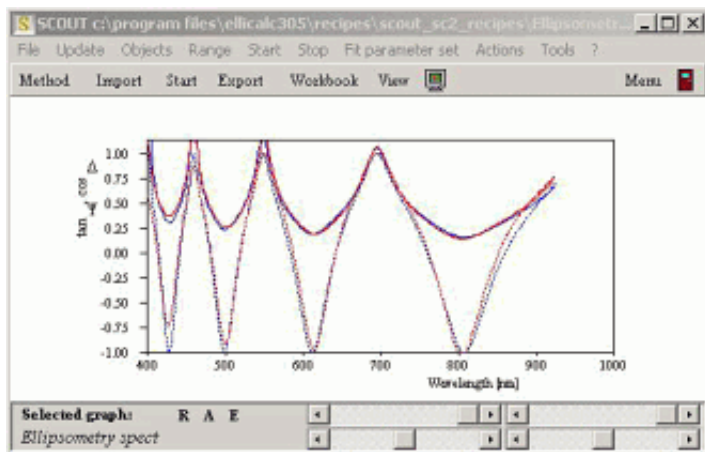 SCOUT c:\program files\ellicalc305\recipes\scout_sc2_recipes\Ellipsometr...
File Update Objects Range Start Stop Fit parameter set Actions Tools ?
Method Import Start Export Workbook View Menu
1.00
0.75
0.50
0.25
0.00
-0.25
-0.50
-0.75
-1.00
tan Ψ cos Δ
400 500 600 700 800 900 1000
Wavelength [nm]
Selected graph: R A E
Ellipsometry spect